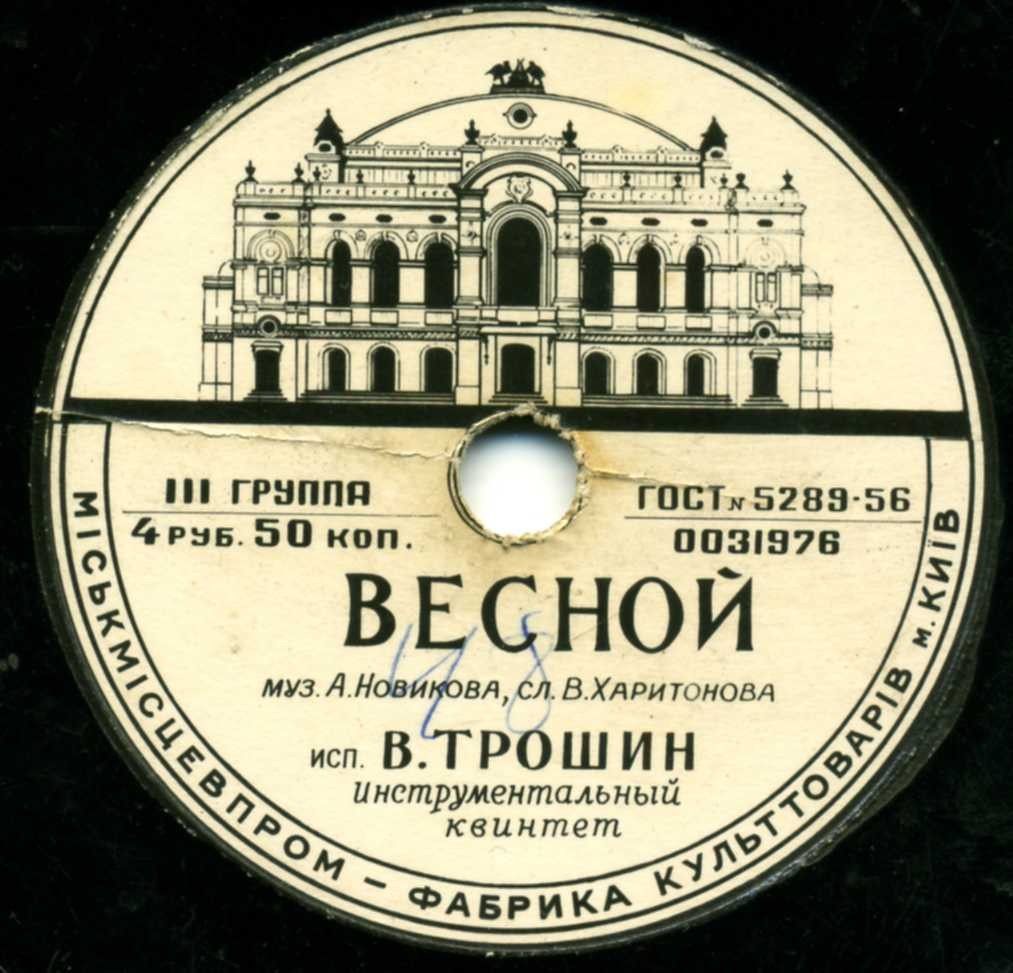 III ГРУППА
4 РУБ. 50 КОП.
ГОСТ N 5289-56
0031976
ВЕСНОЙ
МУЗ. А.НОВИКОВА, СЛ. В.ХАРИТОНОВА
ИСП. В.ТРОШИН
инструментальный
квинтет
МІСЬКМІСЦЕВПРОМ – ФАБРИКА КУЛЬТТОВАРІВ м. КИЇВ